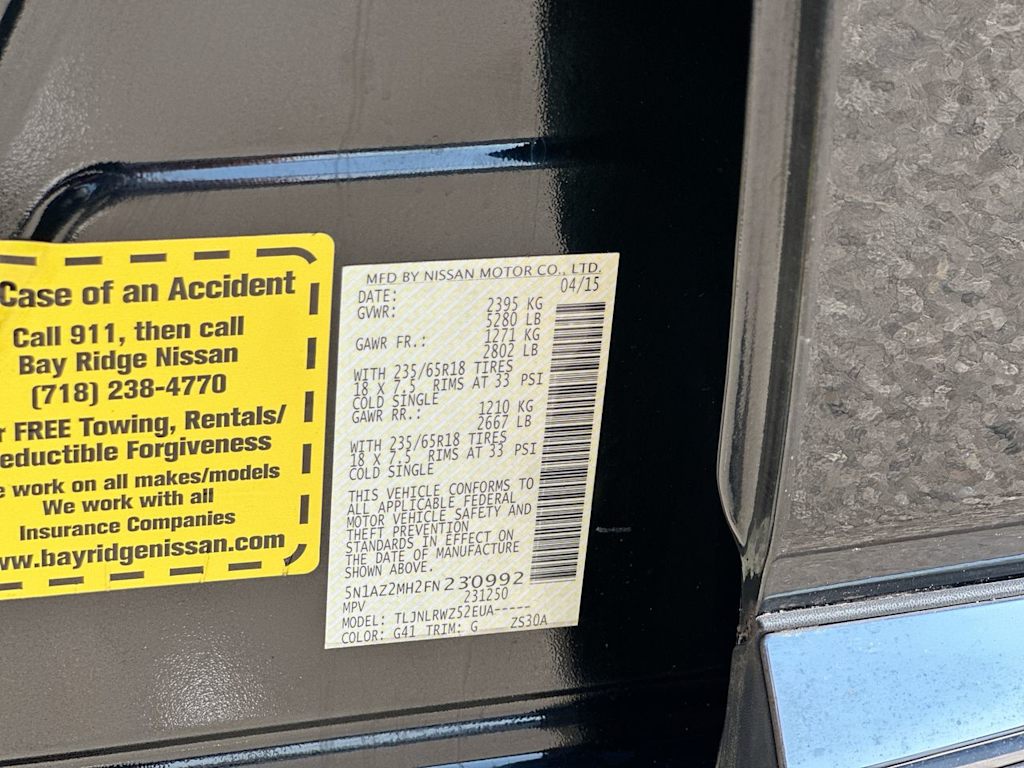 Case of an Accident
Call 911, then call
Bay Ridge Nissan
(718) 238-4770
FREE Towing, Rentals/
Forgiveness
work on all makes/models
We work with all
Insurance Companies
.bayridgenissan.com
MFD BY NISSAN MOTOR CO., LTD.
DATE: 04/15
GVWR: 2395 KG
5280 LB
GAWR FR.: 1271 KG
2802 LB
WITH 235/65R18 TIRES
18 X 7.5 RIMS AT 33 PSI
COLD SINGLE
GAWR RR.: 1210 KG
2667 LB
WITH 235/65R18 TIRES
18 X 7.5 RIMS AT 33 PSI
COLD SINGLE
THIS VEHICLE CONFORMS TO
ALL APPLICABLE FEDERAL
MOTOR VEHICLE SAFETY AND
THEFT PREVENTION
STANDARDS IN EFFECT ON
THE DATE OF MANUFACTURE
SHOWN ABOVE.
5N1AZ2MH2FN230992
MPV 231250
MODEL: TLJNLRWZ52EUA-----
COLOR: G41 TRIM: G ZS30A